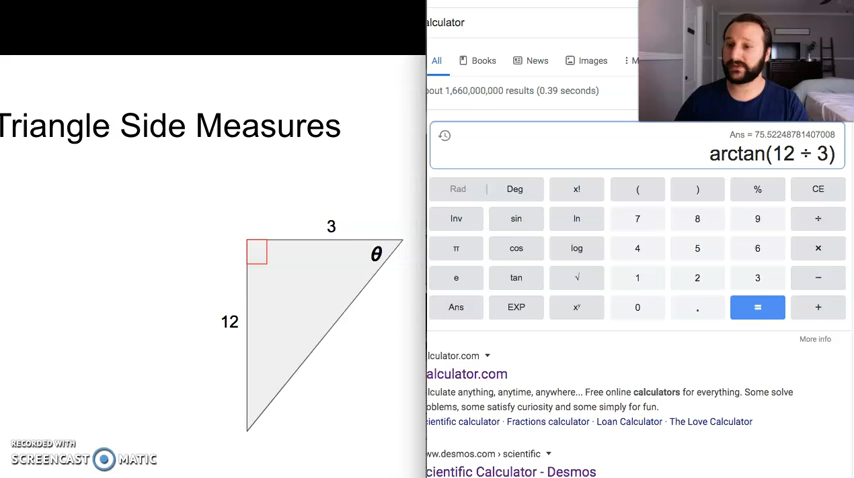 Triangle Side Measures
3
θ
12
RECORDED WITH
SCREENCAST MATIC
alculator
All Books News Images M
out 1,660,000,000 results (0.39 seconds)
Ans = 75.52248781407008
arctan(12 ÷ 3)
Rad Deg x! ( ) % CE
Inv sin ln 7 8 9 ÷
π cos log 4 5 6 ×
e tan √ 1 2 3 −
Ans EXP xʸ 0 . = +
More info
lculator.com
alculator.com
lculate anything, anytime, anywhere... Free online calculators for everything. Some solve
oblems, some satisfy curiosity and some simply for fun.
cientific calculator · Fractions calculator · Loan Calculator · The Love Calculator
ww.desmos.com › scientific
cientific Calculator - Desmos